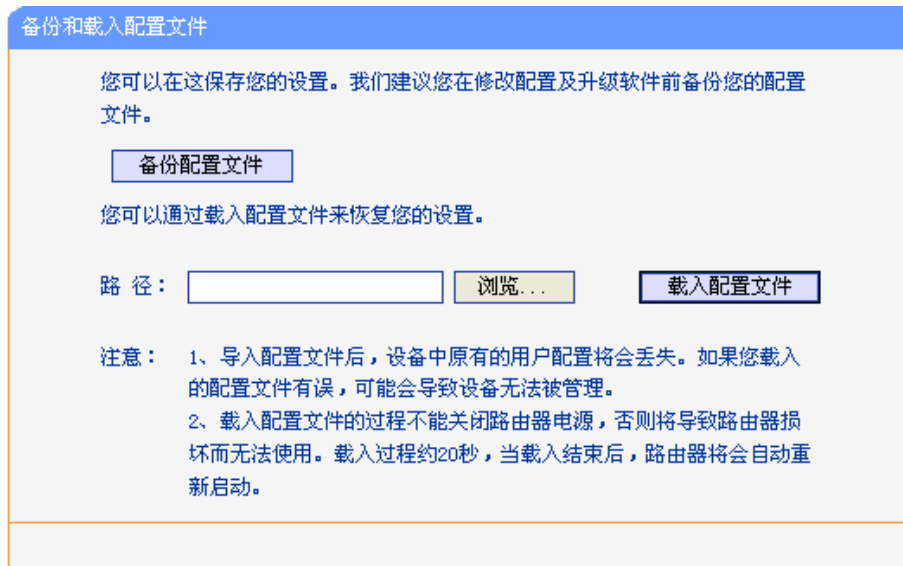 备份和载入配置文件
您可以在这保存您的设置。我们建议您在修改配置及升级软件前备份您的配置
文件。
备份配置文件
您可以通过载入配置文件来恢复您的设置。
路 径： 浏览... 载入配置文件
注意： 1、导入配置文件后，设备中原有的用户配置将会丢失。如果您载入
的配置文件有误，可能会导致设备无法被管理。
2、载入配置文件的过程不能关闭路由器电源，否则将导致路由器损
坏而无法使用。载入过程约20秒，当载入结束后，路由器将会自动重
新启动。